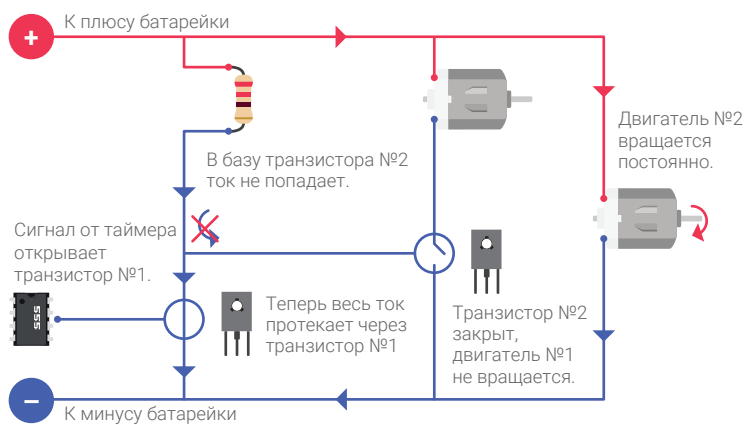 К плюсу батарейки
Двигатель №2
вращается
постоянно.
В базу транзистора №2
ток не попадает.
Сигнал от таймера
открывает
транзистор №1.
555
Теперь весь ток
протекает через
транзистор №1
Транзистор №2
закрыт,
двигатель №1
не вращается.
К минусу батарейки